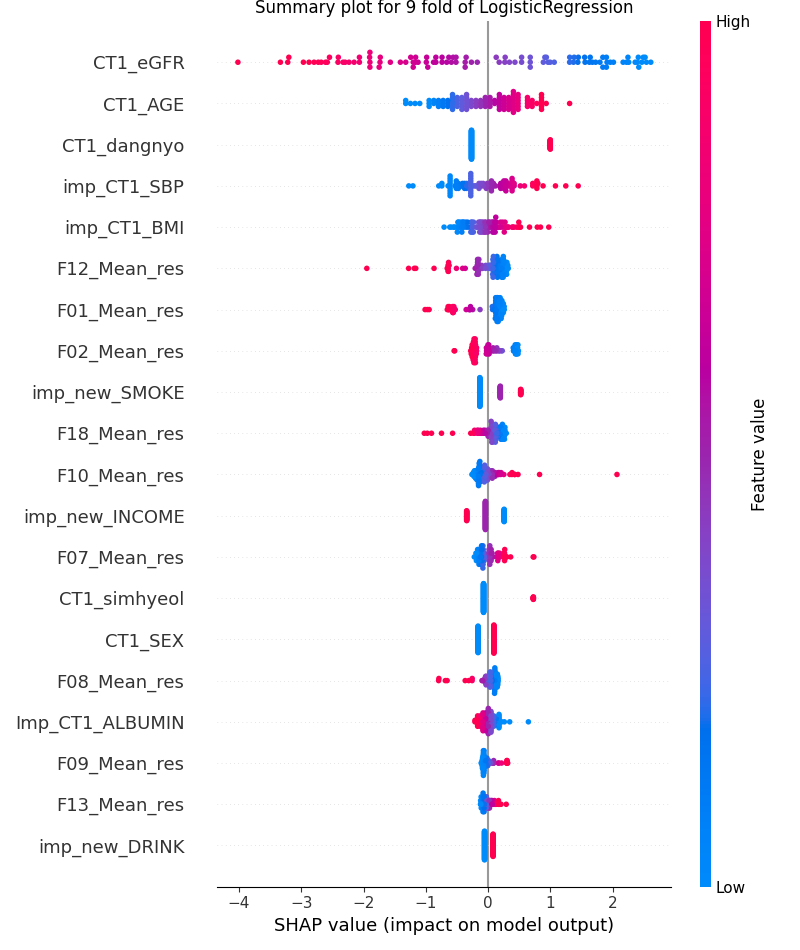 Summary plot for 9 fold of LogisticRegression
High
CT1_eGFR
CT1_AGE
CT1_dangnyo
imp_CT1_SBP
imp_CT1_BMI
F12_Mean_res
F01_Mean_res
F02_Mean_res
imp_new_SMOKE
F18_Mean_res
F10_Mean_res
imp_new_INCOME
F07_Mean_res
CT1_simhyeol
CT1_SEX
F08_Mean_res
Imp_CT1_ALBUMIN
F09_Mean_res
F13_Mean_res
imp_new_DRINK
Feature value
Low
−4 −3 −2 −1 0 1 2
SHAP value (impact on model output)